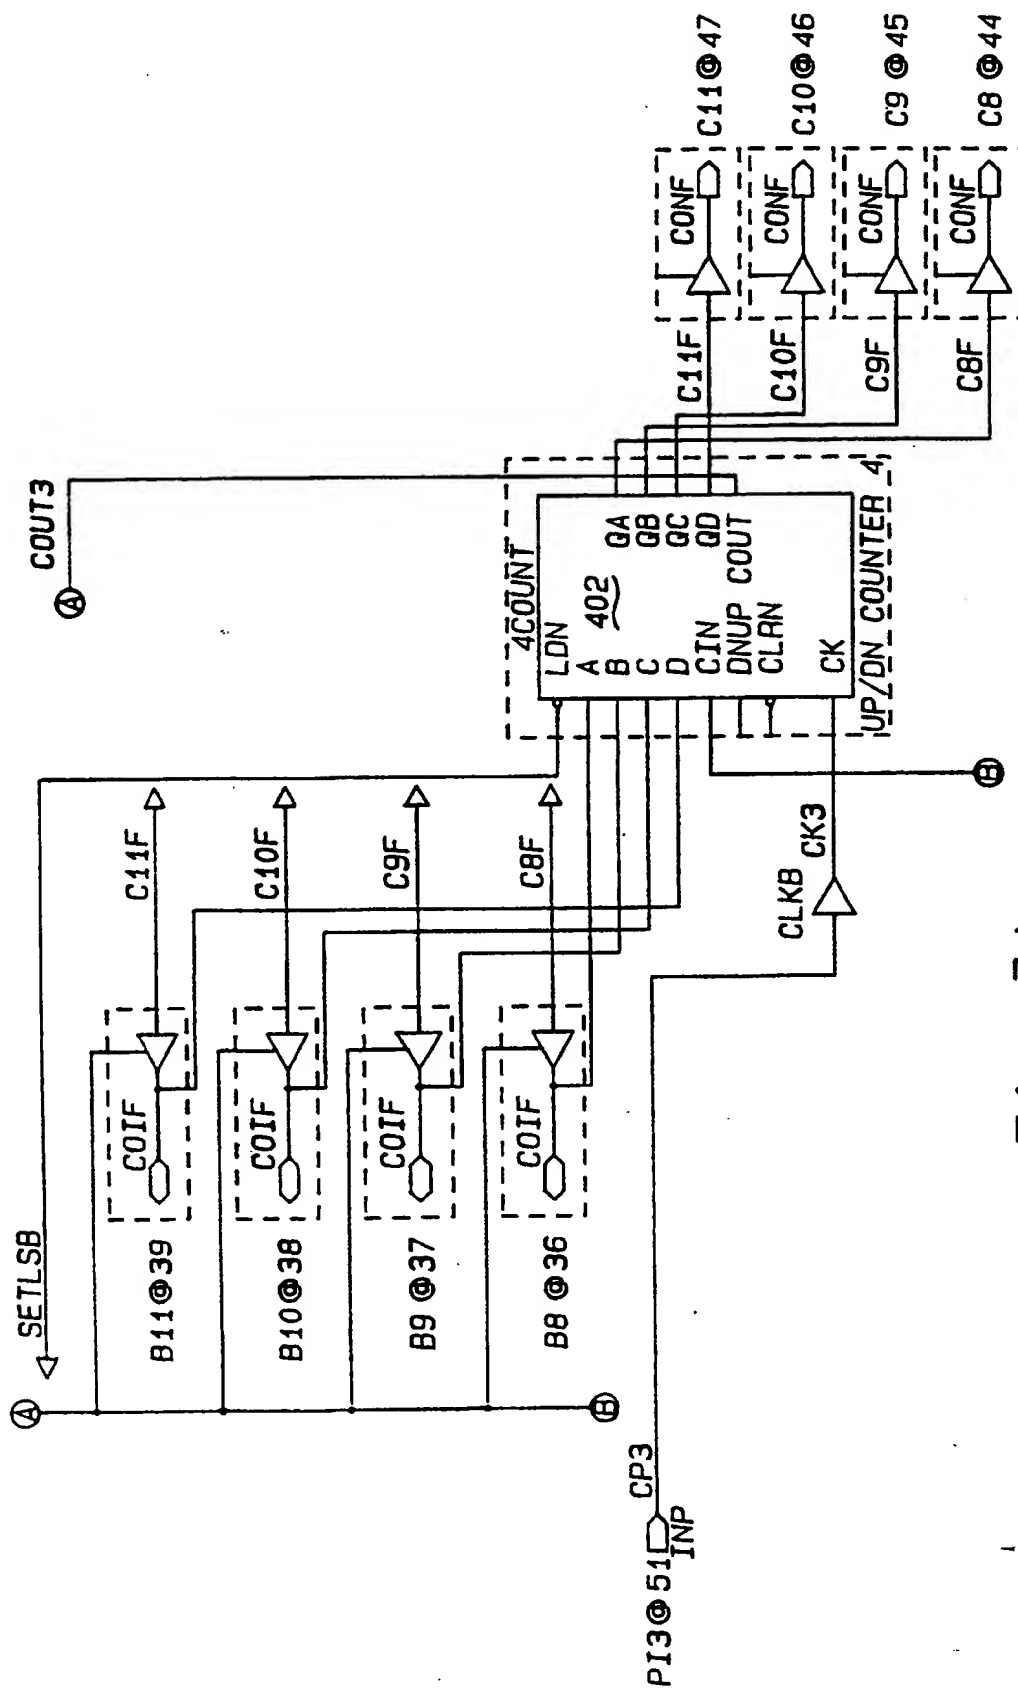 COUT3
A
SETLSB
A
B11@39
COIF
C11F
B10@38
COIF
C10F
B9@37
COIF
C9F
B8@36
COIF
C8F
B
4COUNT
LDN
A
B
C
D
CIN
DNUP
CLRN
CK
402
QA
QB
QC
QD
COUT
UP/DN COUNTER 4
B
PI3@51
INP
CP3
CLKB
CK3
C11F
CONF
C11@47
C10F
CONF
C10@46
C9F
CONF
C9@45
C8F
CONF
C8@44